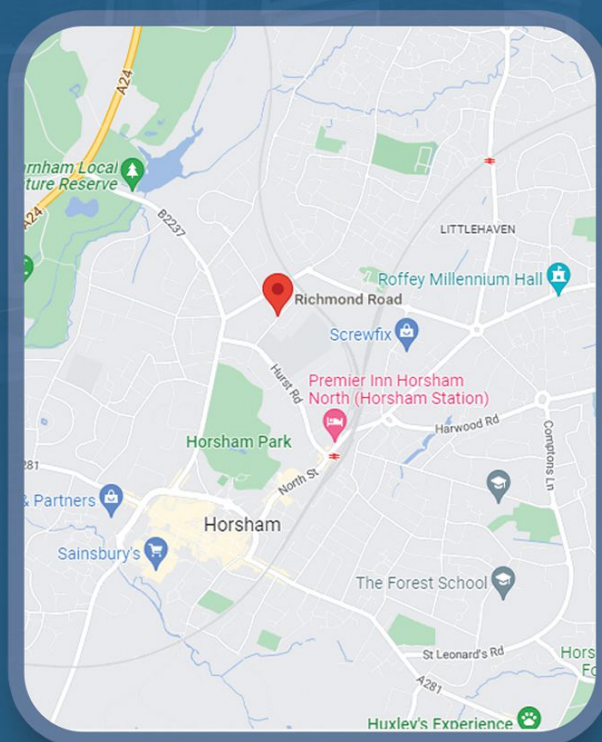 A24
arnham Local
ture Reserve
A24
B2237
LITTLEHAVEN
Roffey Millennium Hall
Richmond Road
Screwfix
Hurst Rd
Premier Inn Horsham
North (Horsham Station)
Harwood Rd
Horsham Park
Comptons Ln
North St
281
& Partners
Horsham
Sainsbury's
The Forest School
St Leonard's Rd
Hors
Fo
A281
Huxley's Experience